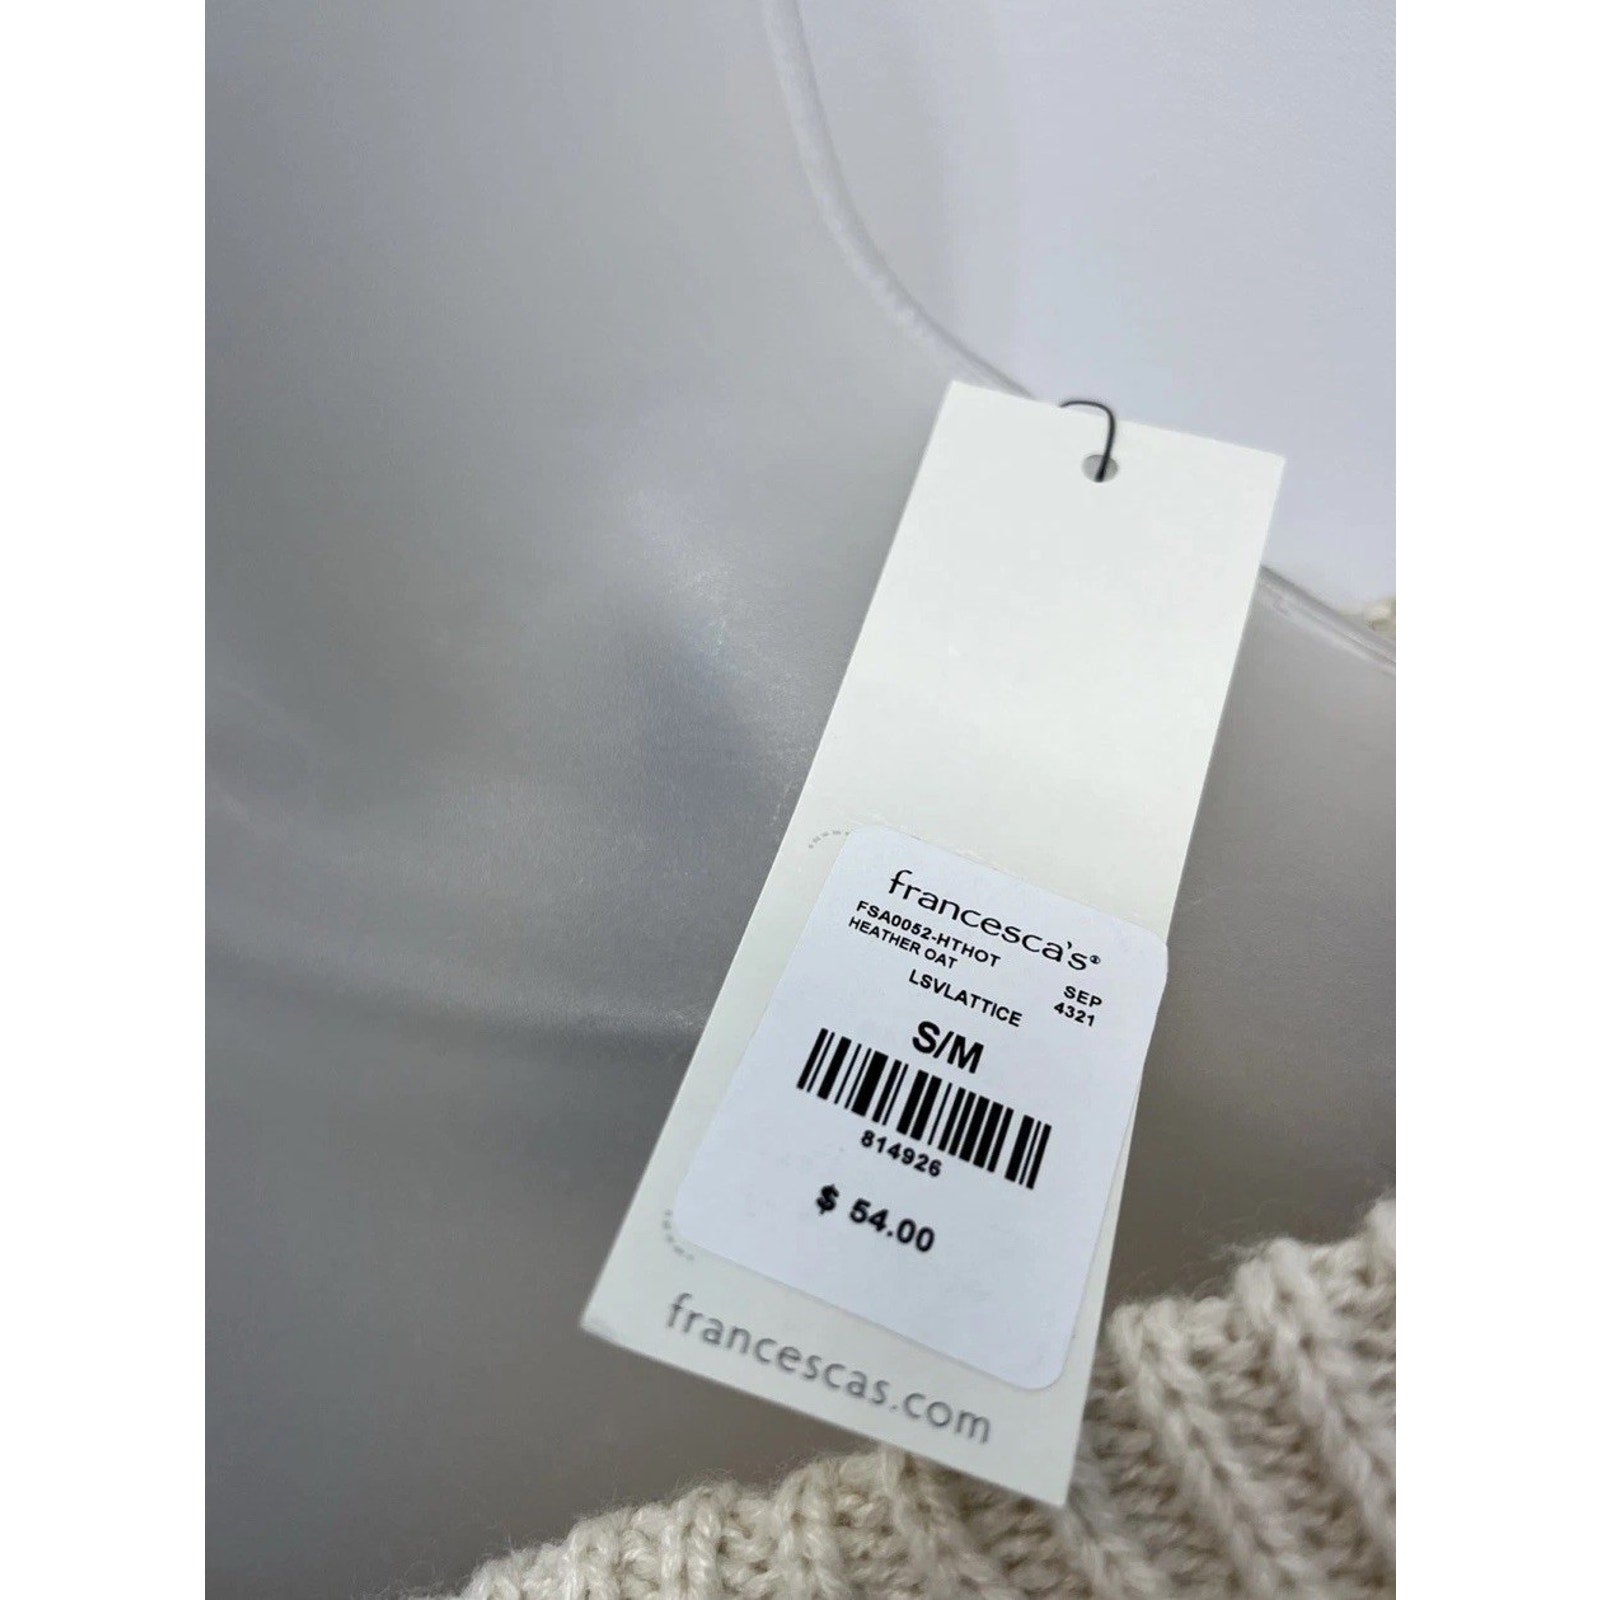 francesca's®
FSA0052-HTHOT
HEATHER OAT
SEP
LSVLATTICE 4321
S/M
814926
$ 54.00
francescas.com